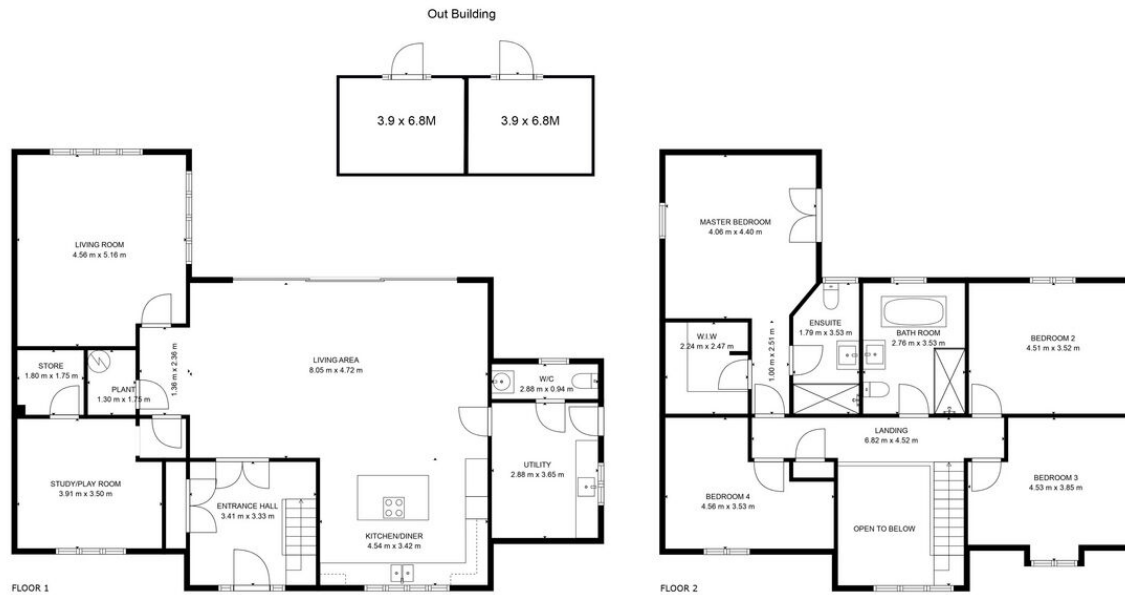 Out Building
3.9 x 6.8M
3.9 x 6.8M
LIVING ROOM
4.56 m x 5.16 m
STORE
1.80 m x 1.75 m
PLANT
1.30 m x 1.75 m
1.36 m x 2.36 m
LIVING AREA
8.05 m x 4.72 m
W/C
2.88 m x 0.94 m
UTILITY
2.88 m x 3.65 m
STUDY/PLAY ROOM
3.91 m x 3.50 m
ENTRANCE HALL
3.41 m x 3.33 m
KITCHEN/DINER
4.54 m x 3.42 m
FLOOR 1
MASTER BEDROOM
4.06 m x 4.40 m
W.I.W
2.24 m x 2.47 m
1.00 m x 2.51 m
ENSUITE
1.79 m x 3.53 m
BATH ROOM
2.76 m x 3.53 m
BEDROOM 2
4.51 m x 3.52 m
LANDING
6.82 m x 4.52 m
BEDROOM 4
4.56 m x 3.53 m
OPEN TO BELOW
BEDROOM 3
4.53 m x 3.85 m
FLOOR 2